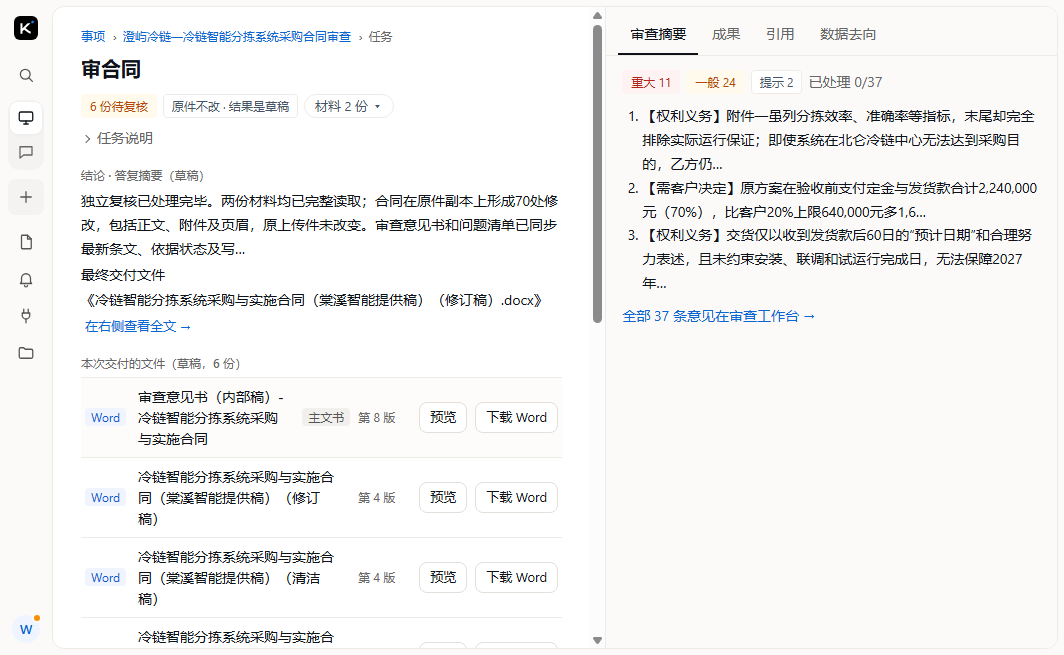 K
事项 › 澄屿冷链—冷链智能分拣系统采购合同审查 › 任务
审合同
6 份待复核 原件不改 · 结果是草稿 材料 2 份
任务说明
结论 · 答复摘要（草稿）
独立复核已处理完毕。两份材料均已完整读取；合同在原件副本上形成70处修
改，包括正文、附件及页眉，原上传件未改变。审查意见书和问题清单已同步
最新条文、依据状态及写...
最终交付文件
《冷链智能分拣系统采购与实施合同（棠溪智能提供稿）（修订稿）.docx》
在右侧查看全文 →
本次交付的文件（草稿，6 份）
审查意见书（内部稿）-
Word 冷链智能分拣系统采购 主文书 第 8 版 预览 下载 Word
与实施合同
冷链智能分拣系统采购与实施合
Word 同（棠溪智能提供稿）（修订 第 4 版 预览 下载 Word
稿）
冷链智能分拣系统采购与实施合
Word 同（棠溪智能提供稿）（清洁 第 4 版 预览 下载 Word
稿）
冷链智能分拣系统采购与实施合
W
审查摘要 成果 引用 数据去向
重大 11 一般 24 提示 2 已处理 0/37
1. 【权利义务】附件一虽列分拣效率、准确率等指标，末尾却完全
排除实际运行保证；即使系统在北仑冷链中心无法达到采购目
的，乙方仍...
2. 【需客户决定】原方案在验收前支付定金与发货款合计2,240,000
元（70%），比客户20%上限640,000元多1,6...
3. 【权利义务】交货仅以收到发货款后60日的“预计日期”和合理努
力表述，且未约束安装、联调和试运行完成日，无法保障2027
年...
全部 37 条意见在审查工作台 →